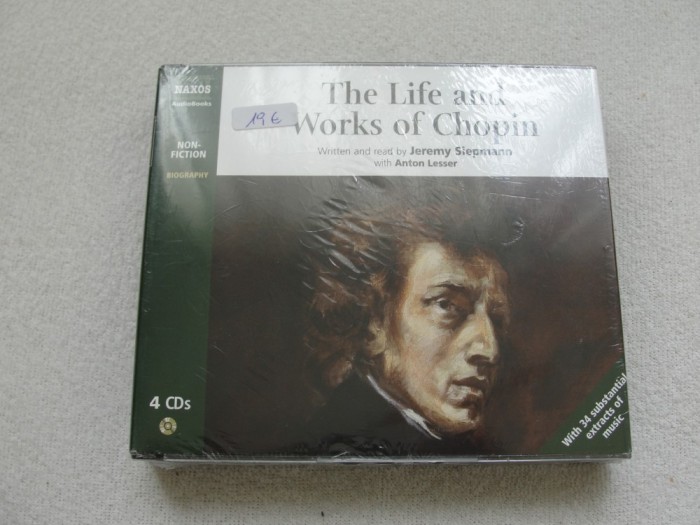 NAXOS
AudioBooks
NON-
FICTION
BIOGRAPHY
19,€
The Life and
Works of Chopin
Written and read by Jeremy Siepmann
with Anton Lesser
4 CDs
With 34 substantial
extracts of
music